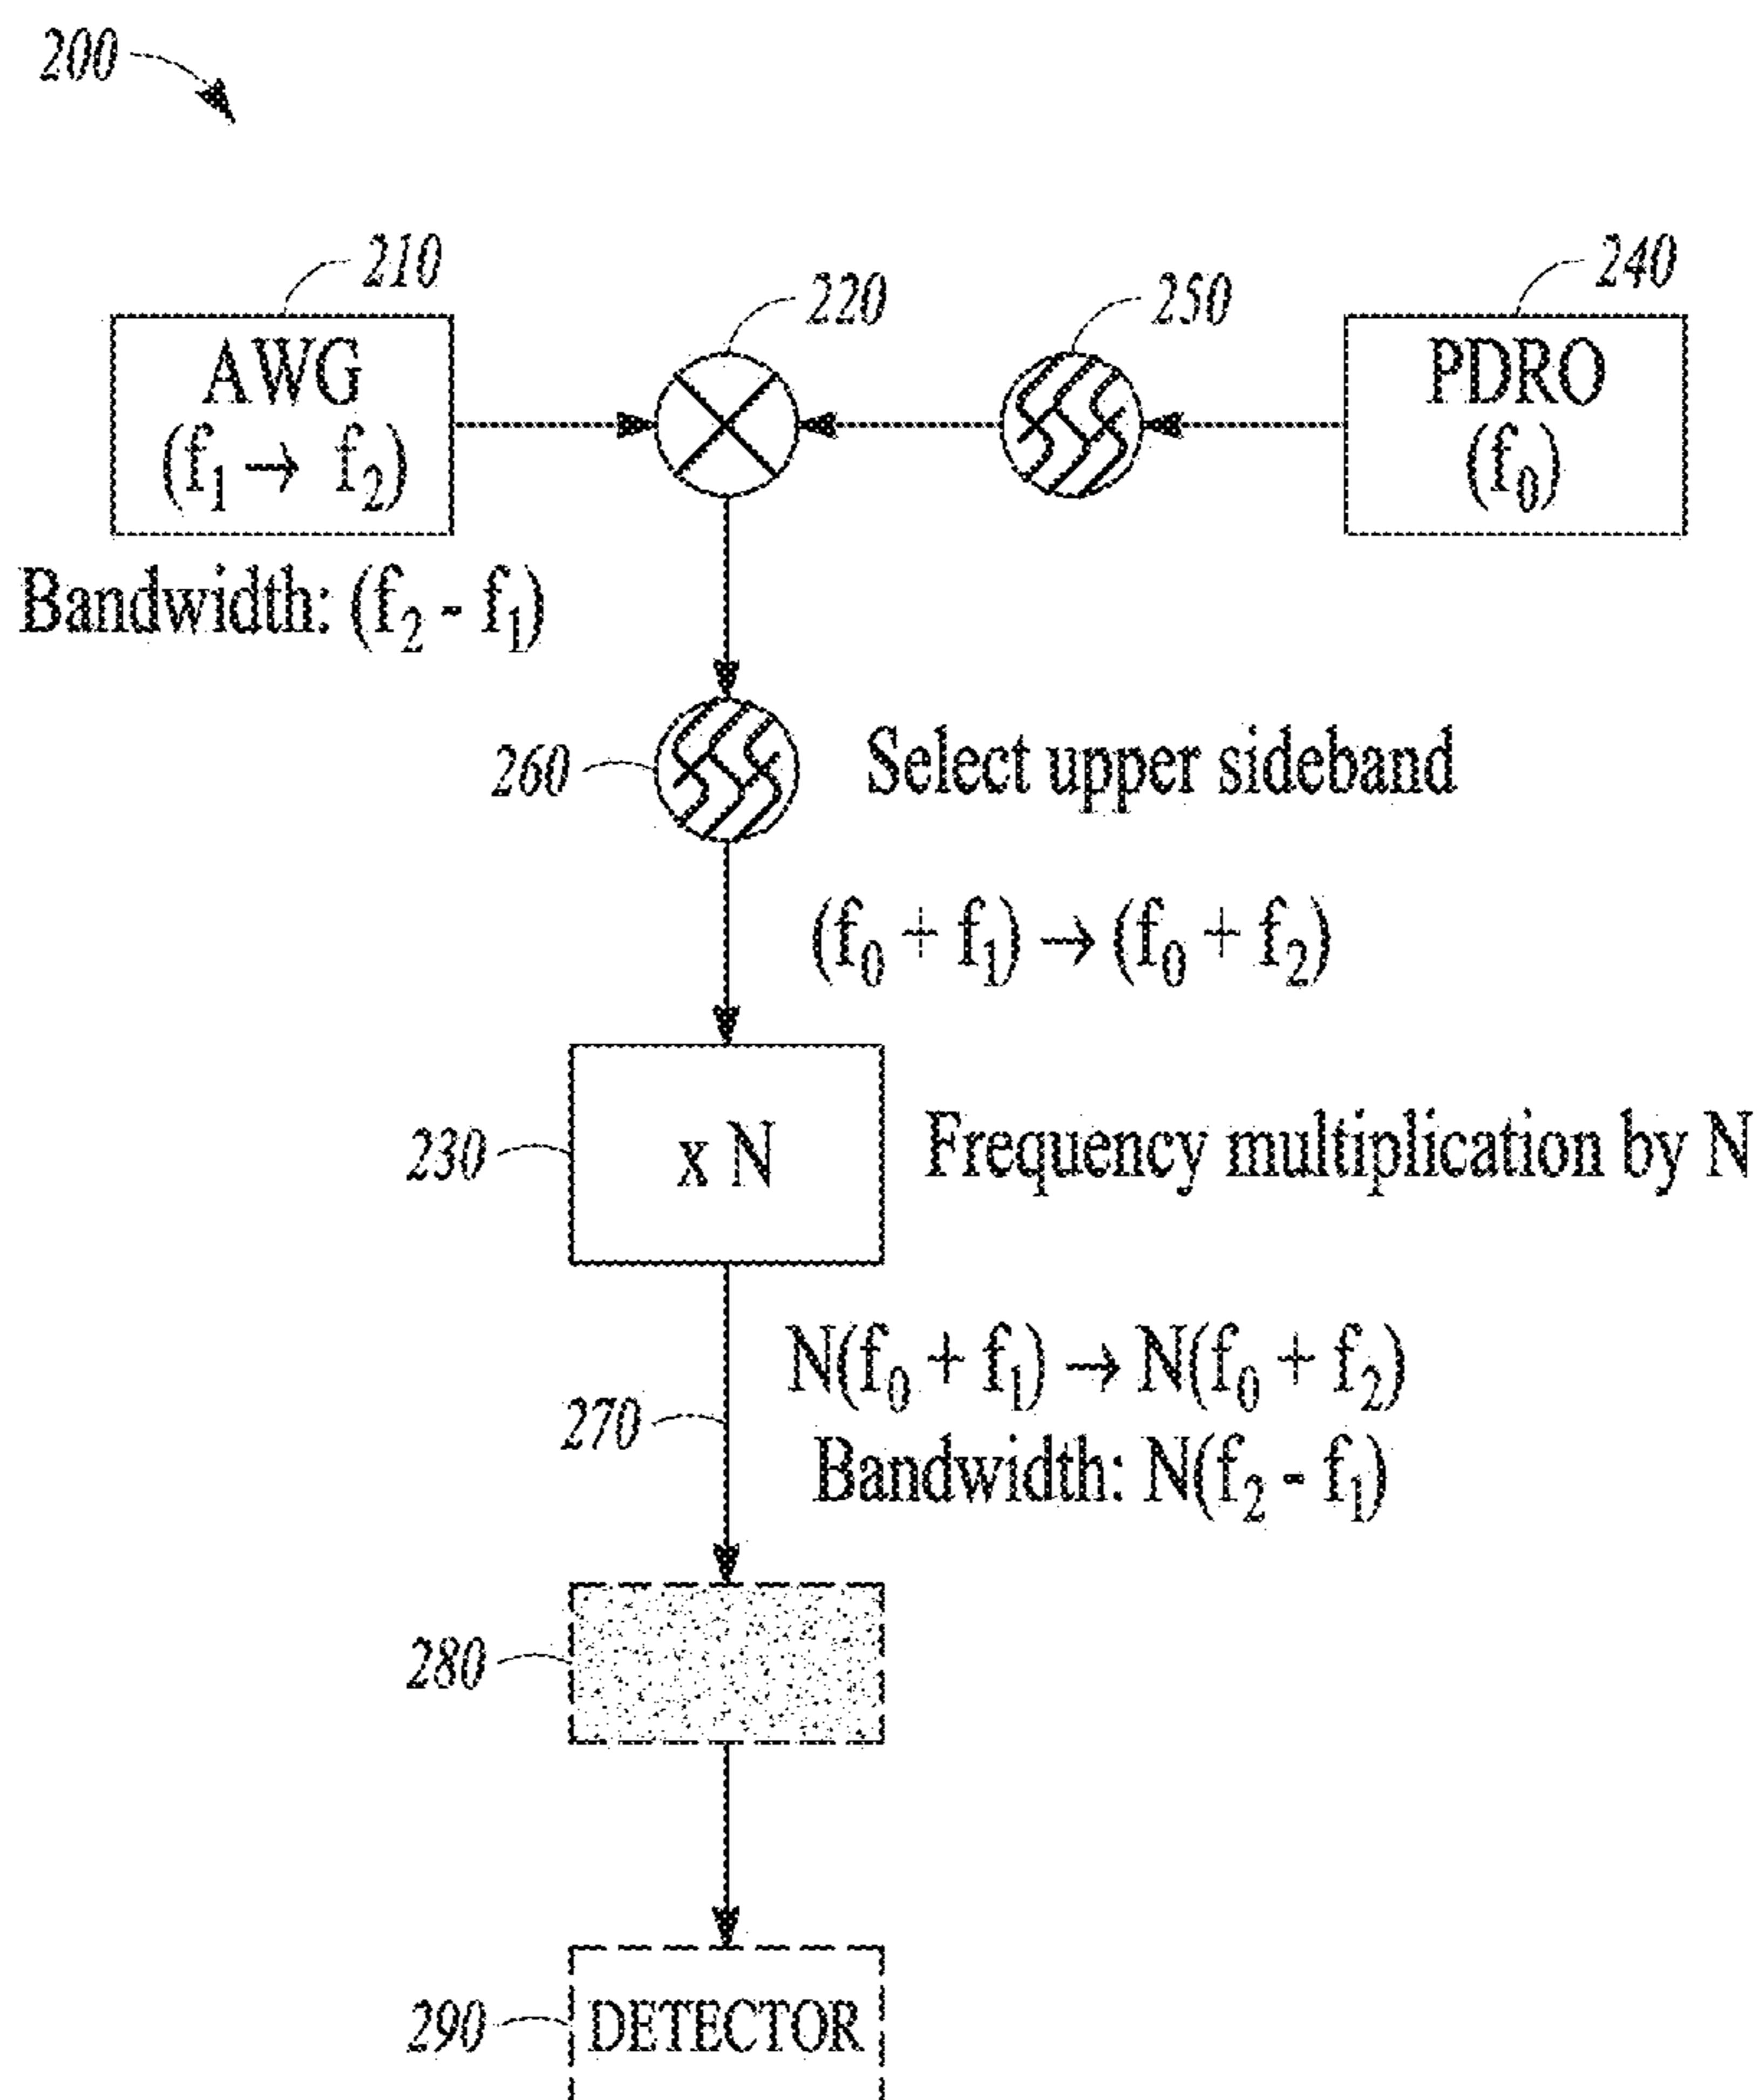 200
210
220
250
240
AWG
(f₁ → f₂)
PDRO
(f₀)
Bandwidth: (f₂ - f₁)
260
Select upper sideband
(f₀ + f₁) → (f₀ + f₂)
230
x N
Frequency multiplication by N
N(f₀ + f₁) → N(f₀ + f₂)
270
Bandwidth: N(f₂ - f₁)
280
290
DETECTOR